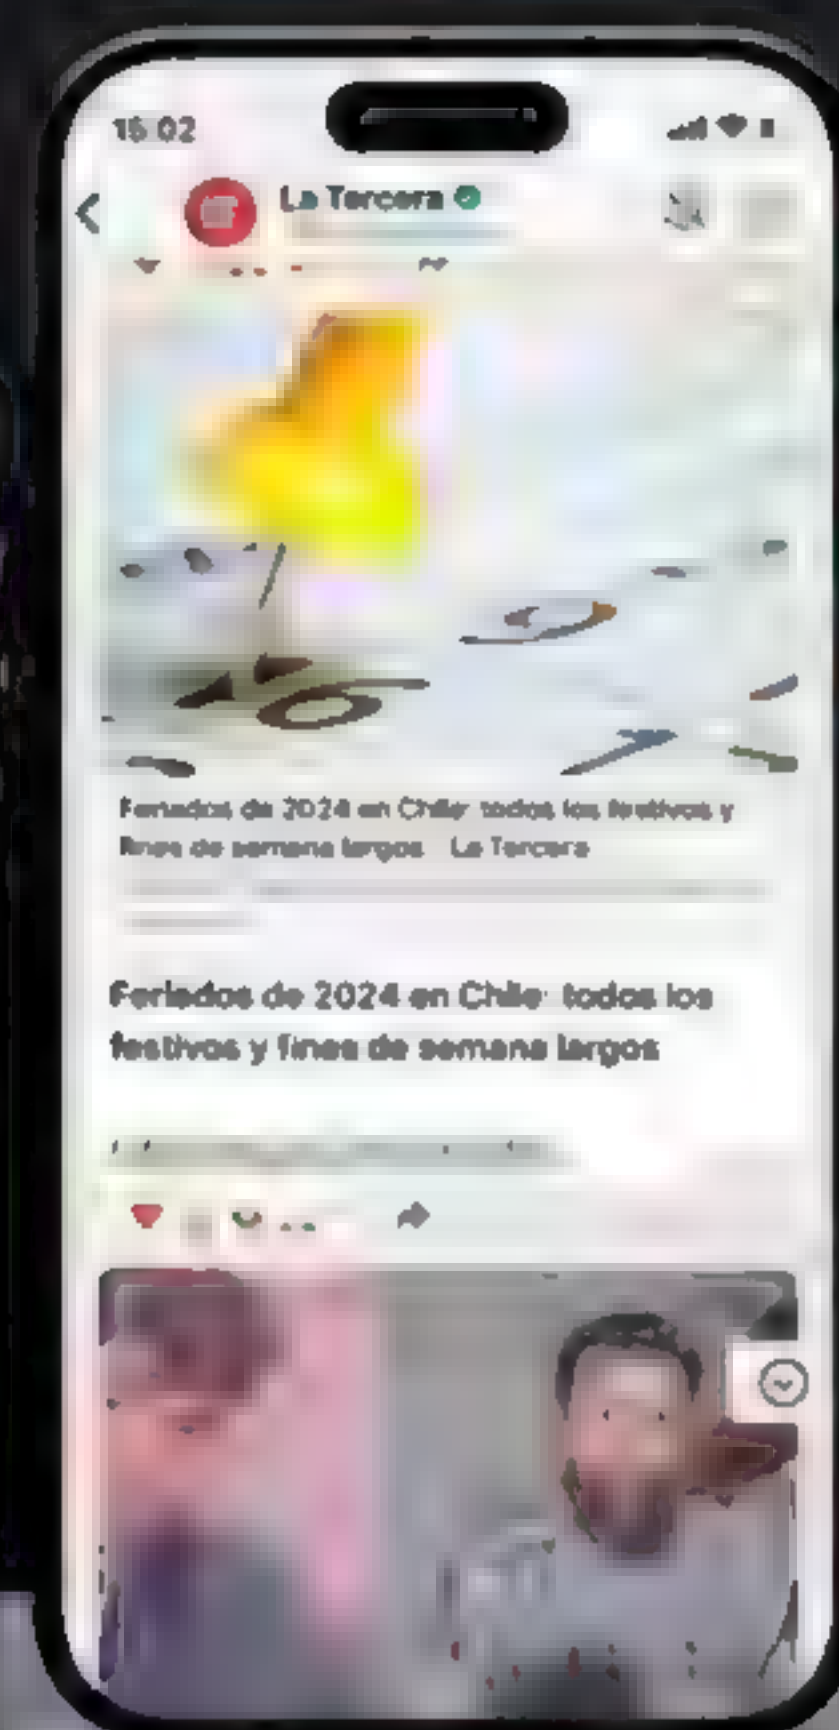 15 02
La Tercera
Feriados de 2024 en Chile: todos los festivos y
fines de semana largos La Tercera
Feriados de 2024 en Chile: todos los
festivos y fines de semana largos